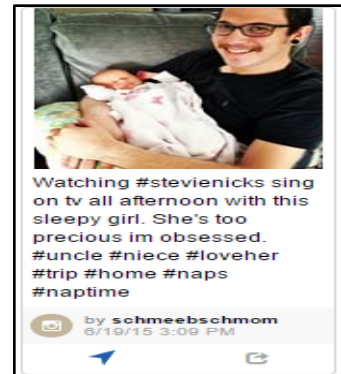 Watching #stevienicks sing
on tv all afternoon with this
sleepy girl. She's too
precious im obsessed.
#uncle #niece #loveher
#trip #home #naps
#naptime
by schmeebschmom
6/19/15 3:09 PM